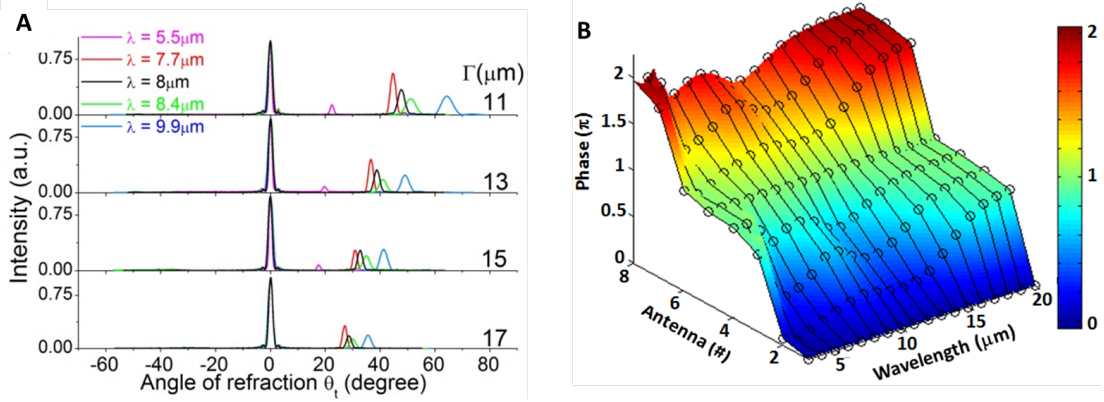 A
λ = 5.5μm
λ = 7.7μm
λ = 8μm
λ = 8.4μm
λ = 9.9μm
Γ(μm)
0.75
0.00
11
0.75
0.00
13
0.75
0.00
15
0.75
0.00
17
Intensity (a.u.)
-60 -40 -20 0 20 40 60 80
Angle of refraction θt (degree)
B
2
1.5
1
0.5
0
Phase (π)
8
6
4
2
Antenna (#)
5
10
15
20
Wavelength (μm)
2
1
0